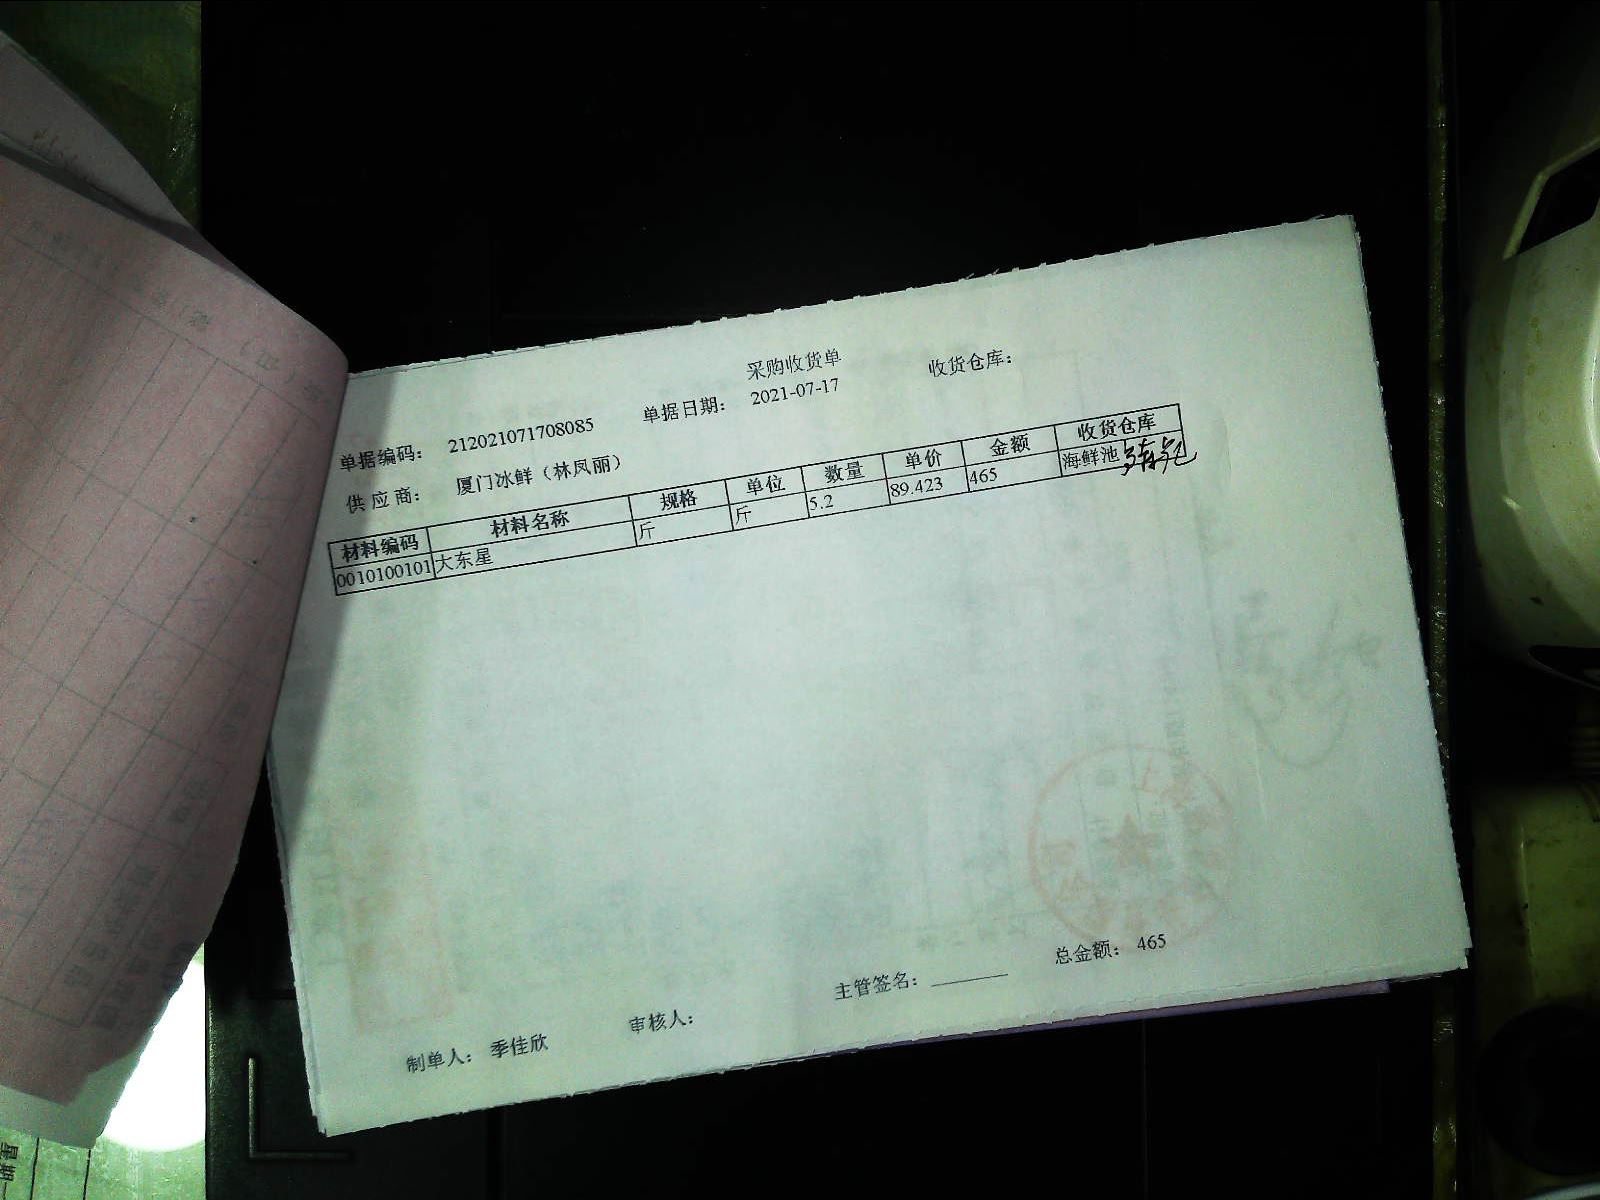 采购收货单
单据编码： 212021071708085 单据日期： 2021-07-17 收货仓库：
供 应 商： 厦门冰鲜（林凤丽）
材料编码 材料名称 规格 单位 数量 单价 金额 收货仓库
0010100101 大东星 斤 斤 5.2 89.423 465 海鲜池
制单人： 季佳欣 审核人： 主管签名： 总金额： 465